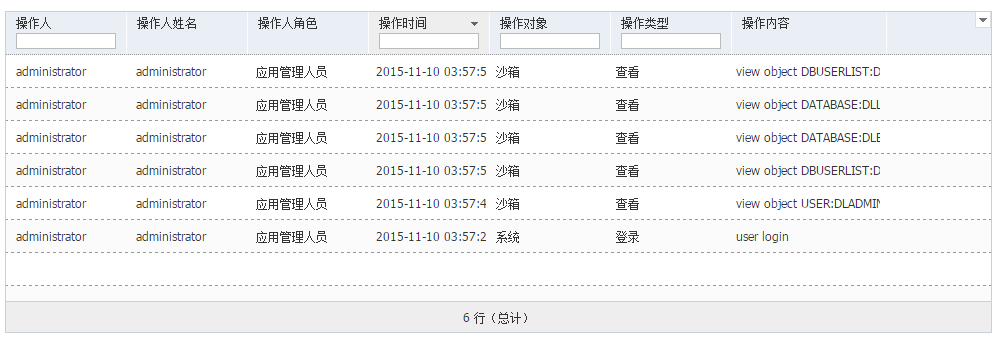 操作人 操作人姓名 操作人角色 操作时间 操作对象 操作类型 操作内容
administrator administrator 应用管理人员 2015-11-10 03:57:5 沙箱 查看 view object DBUSERLIST:D
administrator administrator 应用管理人员 2015-11-10 03:57:5 沙箱 查看 view object DATABASE:DLL
administrator administrator 应用管理人员 2015-11-10 03:57:5 沙箱 查看 view object DATABASE:DLE
administrator administrator 应用管理人员 2015-11-10 03:57:5 沙箱 查看 view object DBUSERLIST:D
administrator administrator 应用管理人员 2015-11-10 03:57:4 沙箱 查看 view object USER:DLADMIN
administrator administrator 应用管理人员 2015-11-10 03:57:2 系统 登录 user login
6 行（总计）